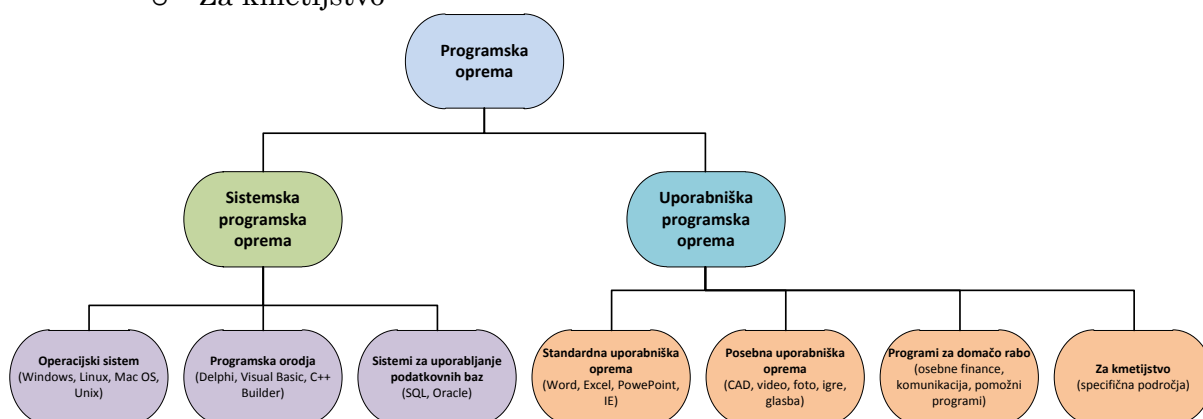 o Za kmetijstvo
Programska
oprema
Sistemska
programska
oprema
Uporabniška
programska
oprema
Operacijski sistem
(Windows, Linux, Mac OS,
Unix)
Programska orodja
(Delphi, Visual Basic, C++
Builder)
Sistemi za uporabljanje
podatkovnih baz
(SQL, Oracle)
Standardna uporabniška
oprema
(Word, Excel, PowePoint,
IE)
Posebna uporabniška
oprema
(CAD, video, foto, igre,
glasba)
Programi za domačo rabo
(osebne finance,
komunikacija, pomožni
programi)
Za kmetijstvo
(specifična področja)